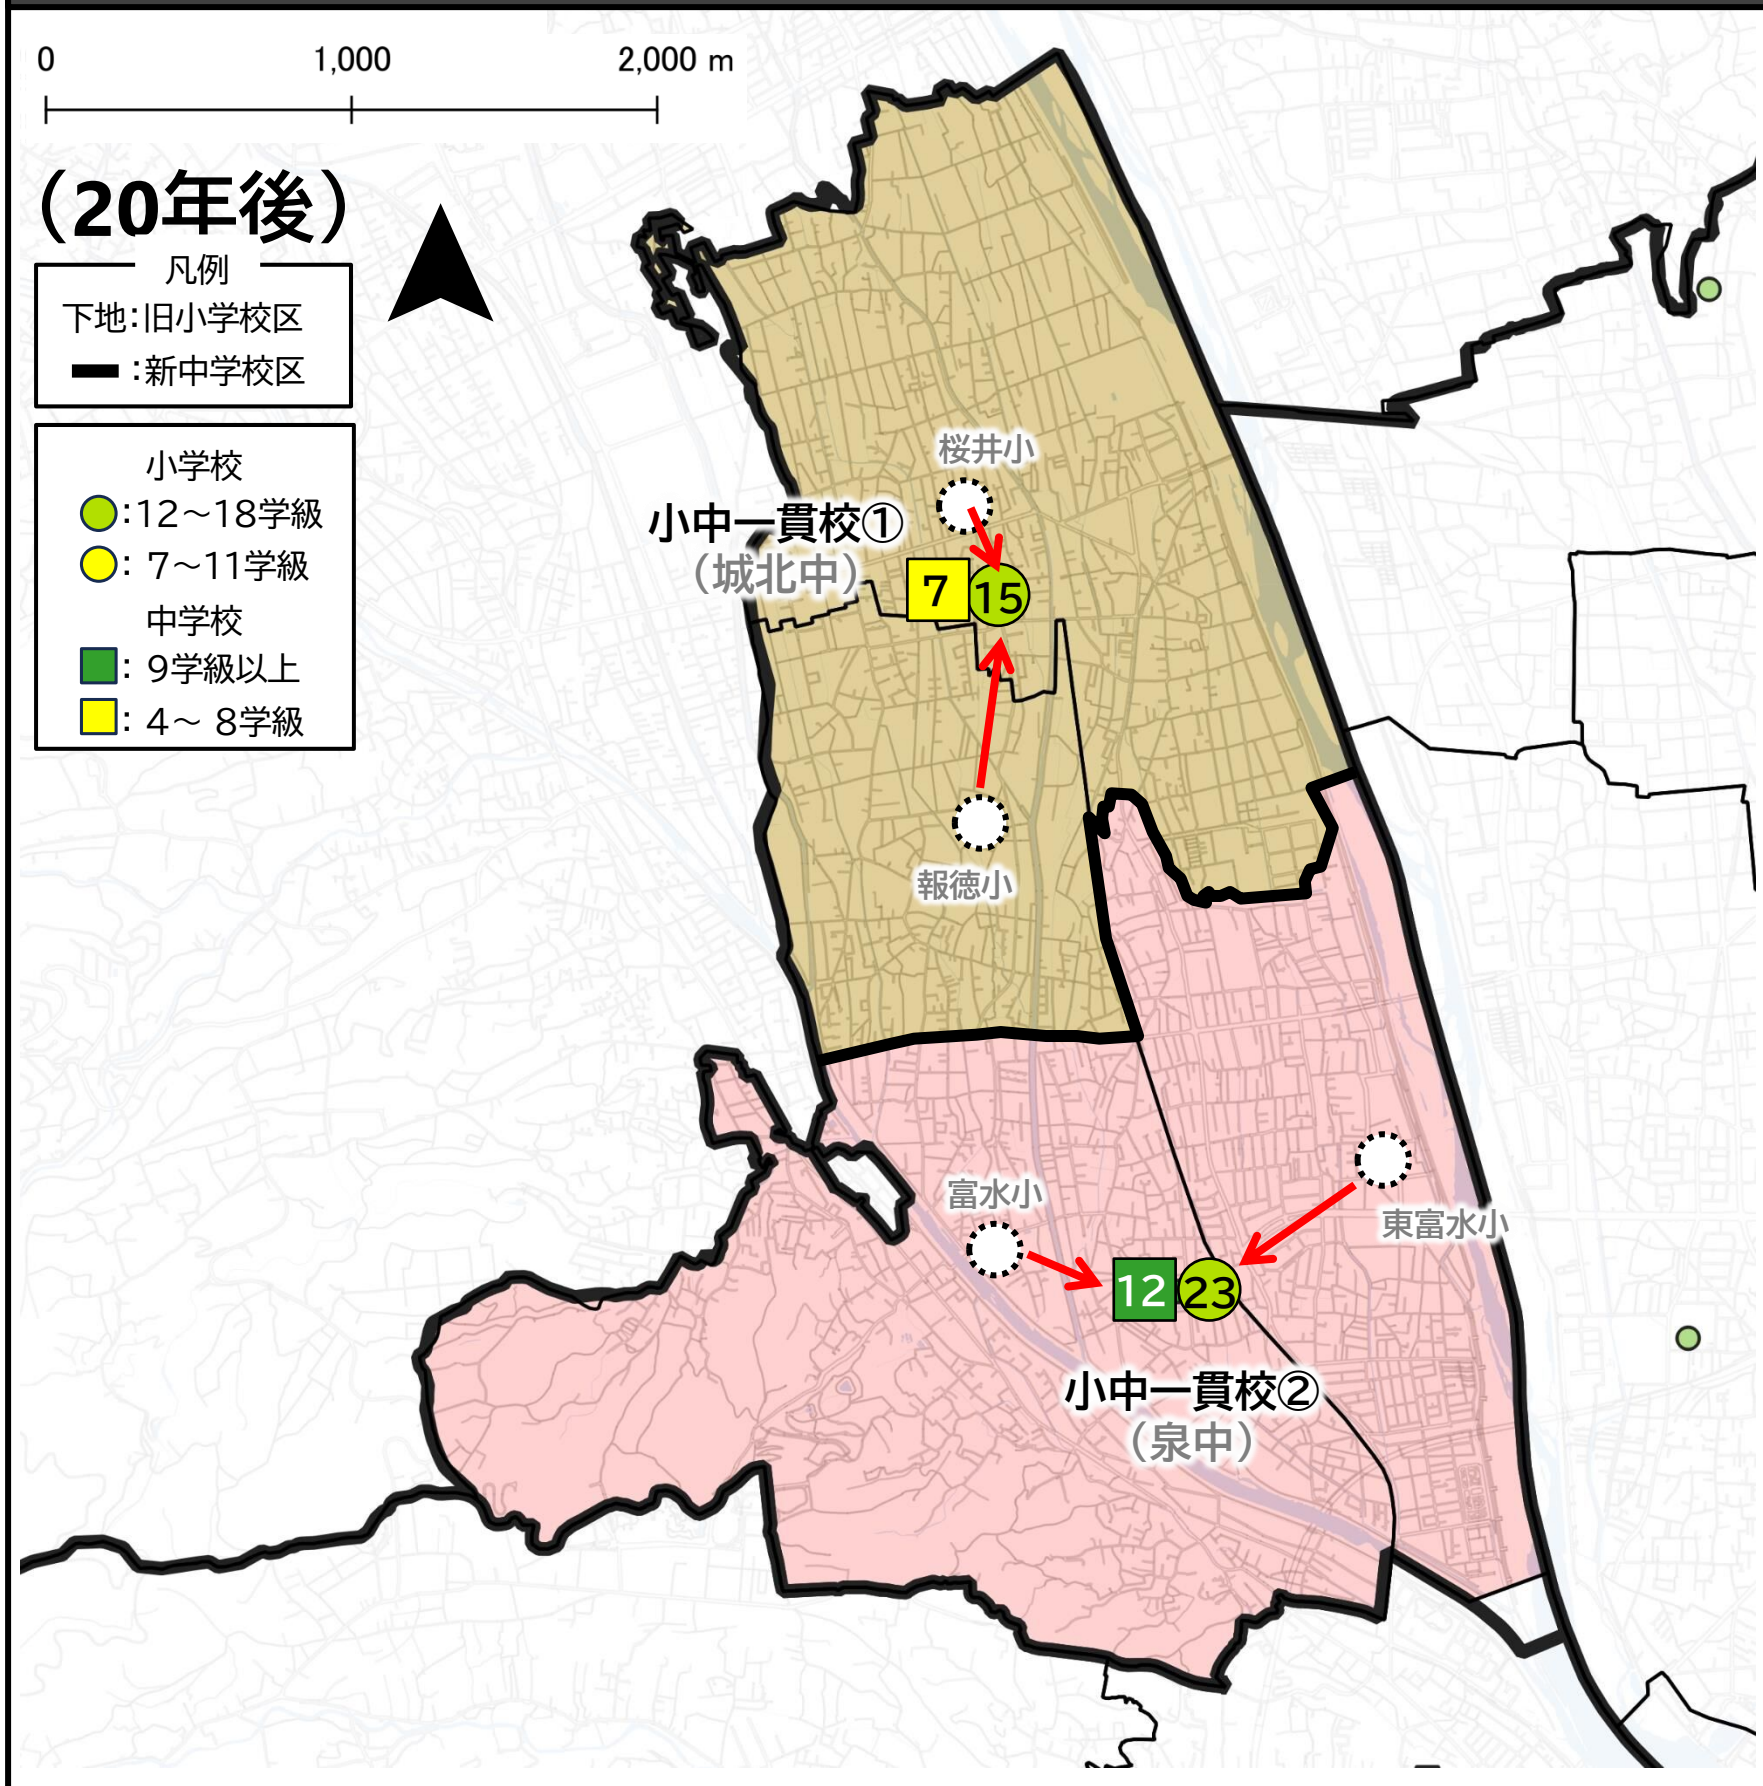 0 1,000 2,000 m
（20年後）
凡例
下地：旧小学校区
：新中学校区
小学校
：12～18学級
：7～11学級
中学校
：9学級以上
：4～ 8学級
桜井小
小中一貫校①
（城北中）
7 15
報徳小
富水小
東富水小
12 23
小中一貫校②
（泉中）